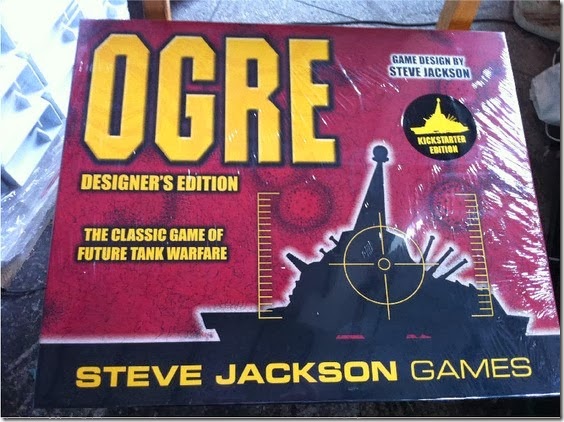 OGRE
DESIGNER'S EDITION
THE CLASSIC GAME OF
FUTURE TANK WARFARE
GAME DESIGN BY
STEVE JACKSON
KICKSTARTER
EDITION
STEVE JACKSON GAMES